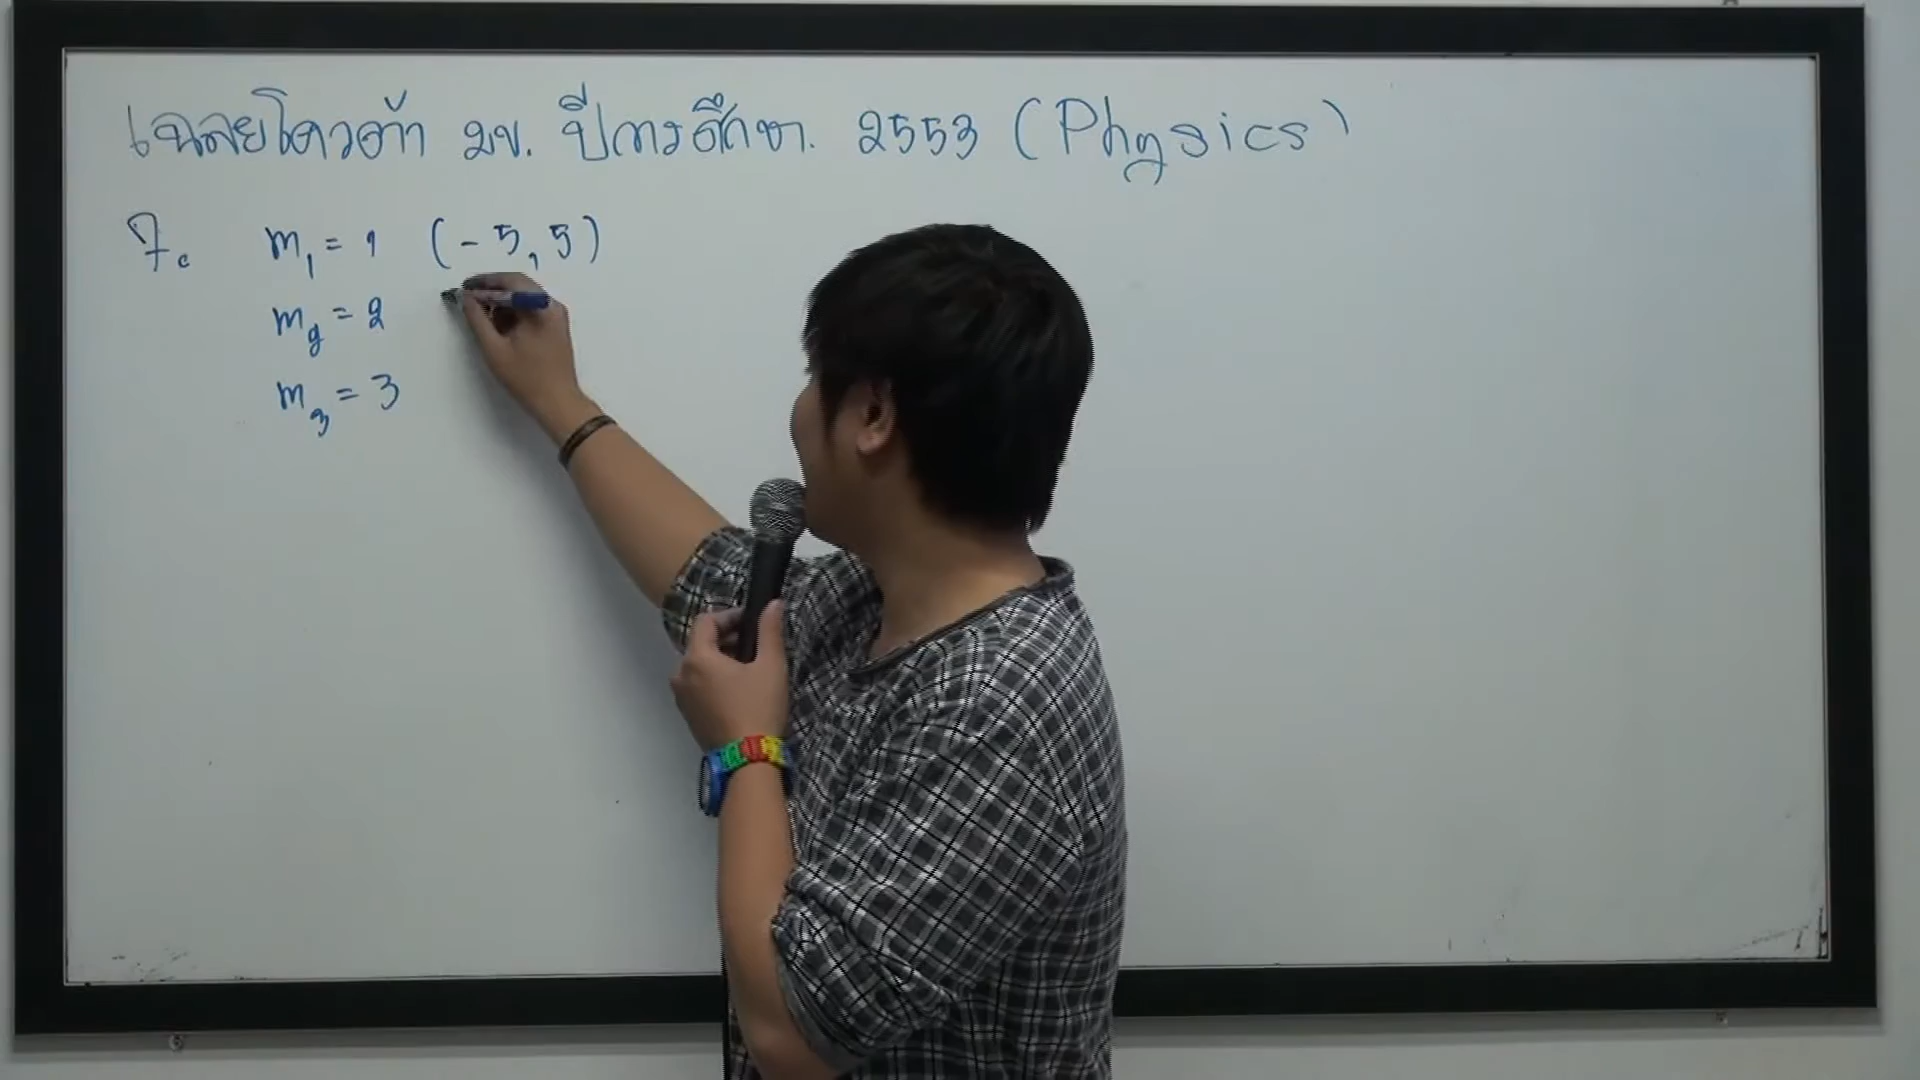 เฉลยโควต้า มข. ปีการศึกษา. 2553 (Physics)
7. m₁ = 1 (-5,5)
m₂ = 2
m₃ = 3